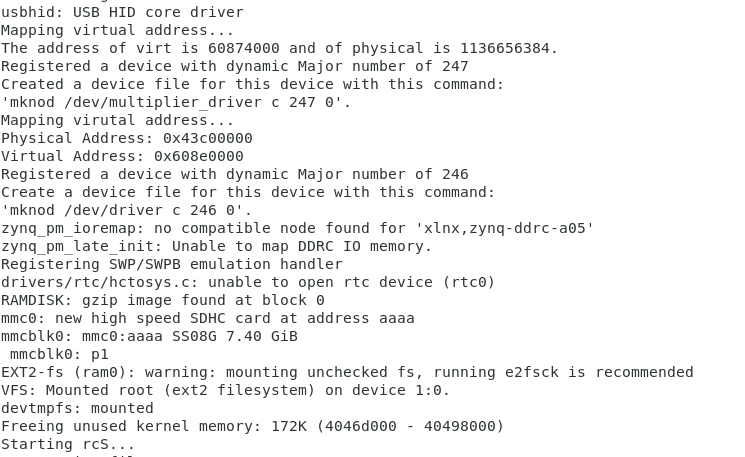 usbhid: USB HID core driver
Mapping virtual address...
The address of virt is 60874000 and of physical is 1136656384.
Registered a device with dynamic Major number of 247
Created a device file for this device with this command:
'mknod /dev/multiplier_driver c 247 0'.
Mapping virutal address...
Physical Address: 0x43c00000
Virtual Address: 0x608e0000
Registered a device with dynamic Major number of 246
Create a device file for this device with this command:
'mknod /dev/driver c 246 0'.
zynq_pm_ioremap: no compatible node found for 'xlnx,zynq-ddrc-a05'
zynq_pm_late_init: Unable to map DDRC IO memory.
Registering SWP/SWPB emulation handler
drivers/rtc/hctosys.c: unable to open rtc device (rtc0)
RAMDISK: gzip image found at block 0
mmc0: new high speed SDHC card at address aaaa
mmcblk0: mmc0:aaaa SS08G 7.40 GiB
mmcblk0: p1
EXT2-fs (ram0): warning: mounting unchecked fs, running e2fsck is recommended
VFS: Mounted root (ext2 filesystem) on device 1:0.
devtmpfs: mounted
Freeing unused kernel memory: 172K (4046d000 - 40498000)
Starting rcS...